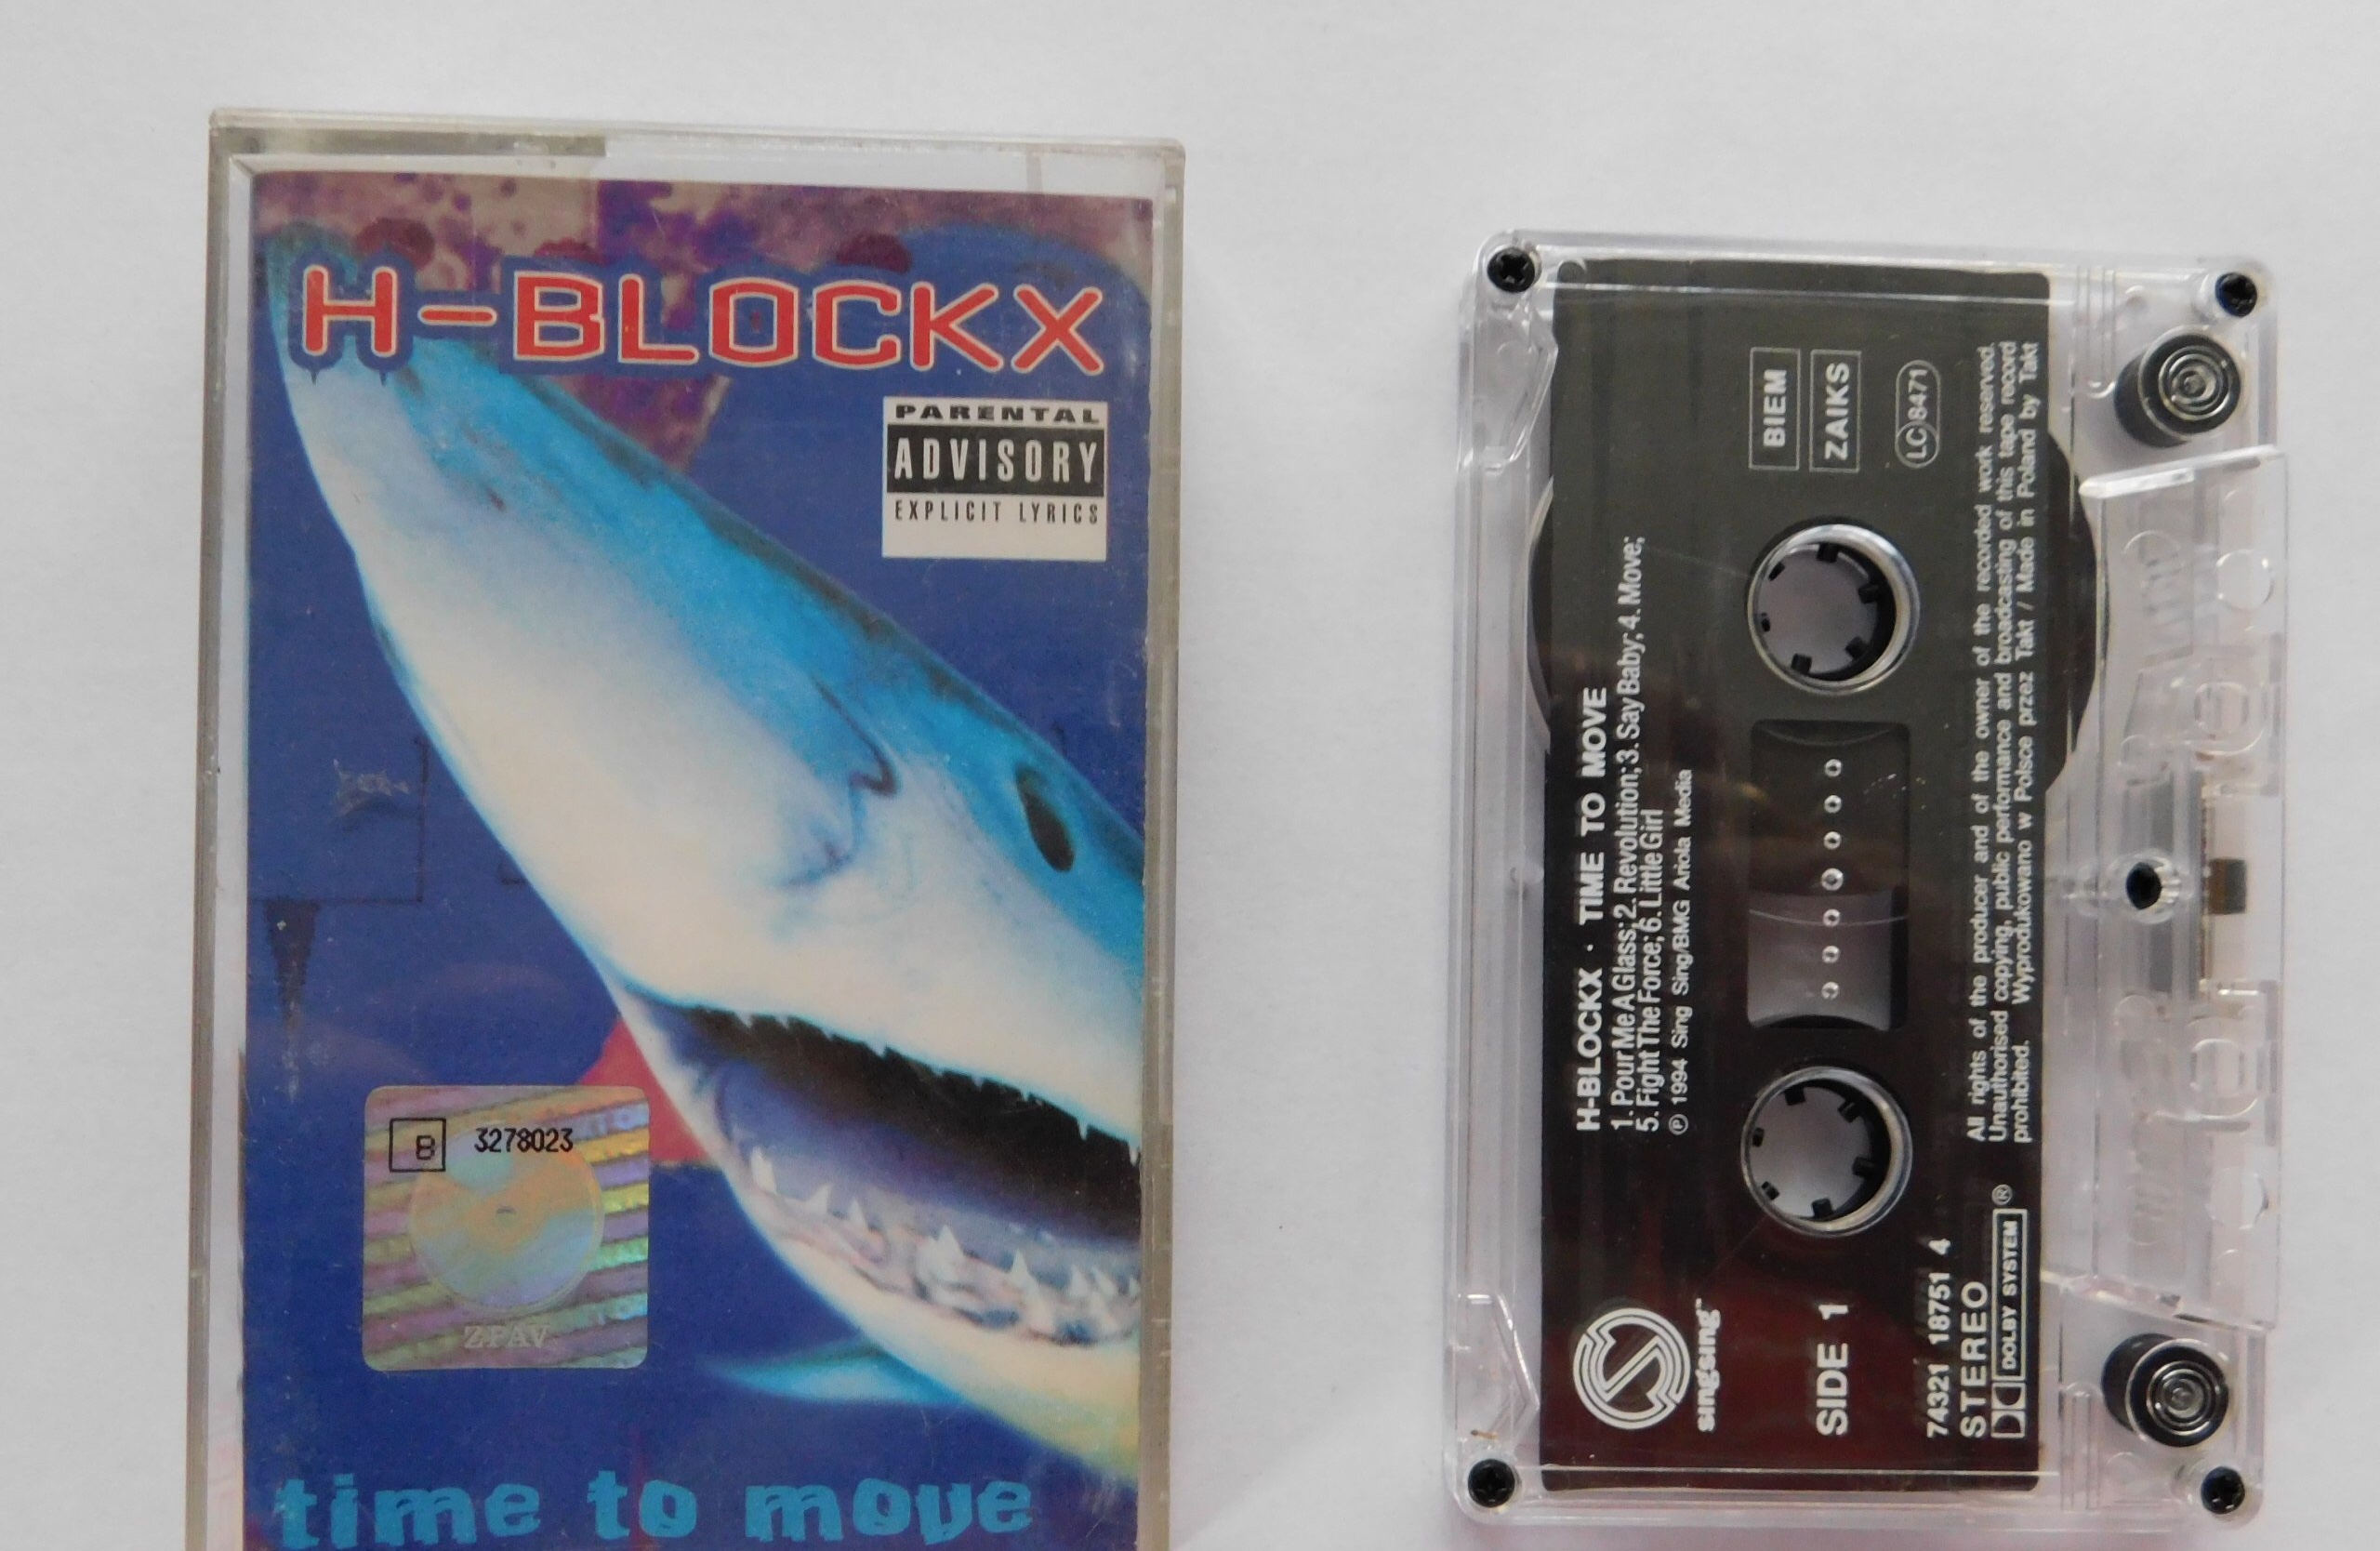 H-BLOCKX
PARENTAL
ADVISORY
EXPLICIT LYRICS
B 3278023
ZPAV
time to move
H-BLOCKX · TIME TO MOVE
1. Pour Me A Glass; 2. Revolution; 3. Say Baby; 4. Move;
5. Fight The Force; 6. Little Girl
℗ 1994 Sing Sing/BMG Ariola Media
singsing™
SIDE 1
BIEM
ZAIKS
LC 8471
74321 18751 4
STEREO
DOLBY SYSTEM ®
All rights of the producer and of the owner of the recorded work reserved.
Unauthorised copying, public performance and broadcasting of this tape record
prohibited. Wyprodukowano w Polsce przez Takt / Made in Poland by Takt